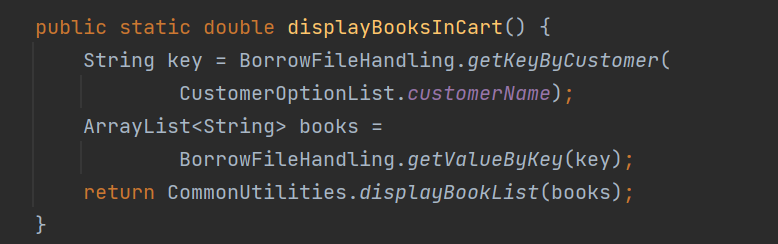 public static double displayBooksInCart() {
    String key = BorrowFileHandling.getKeyByCustomer(
            CustomerOptionList.customerName);
    ArrayList<String> books =
            BorrowFileHandling.getValueByKey(key);
    return CommonUtilities.displayBookList(books);
}